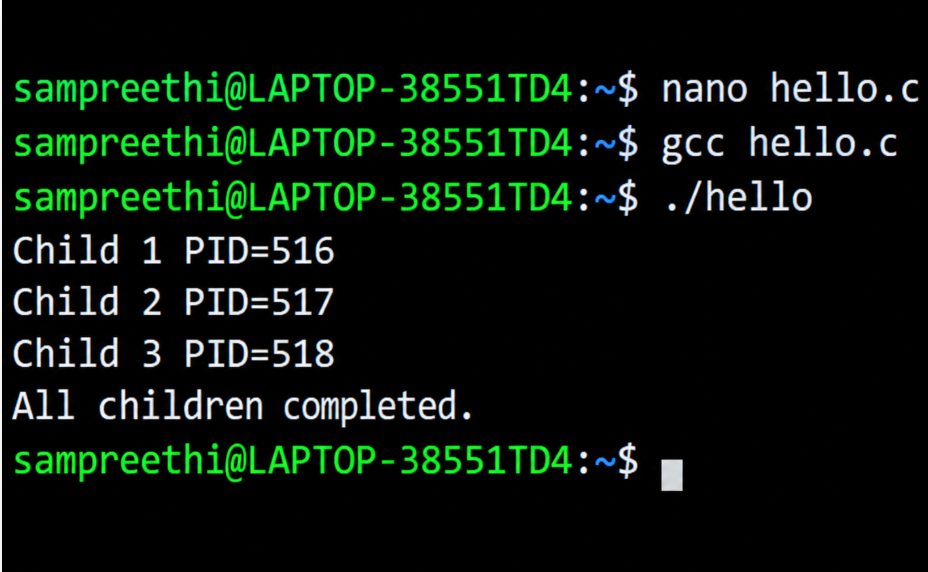 sampreethi@LAPTOP-38551TD4:~$ nano hello.c
sampreethi@LAPTOP-38551TD4:~$ gcc hello.c
sampreethi@LAPTOP-38551TD4:~$ ./hello
Child 1 PID=516
Child 2 PID=517
Child 3 PID=518
All children completed.
sampreethi@LAPTOP-38551TD4:~$